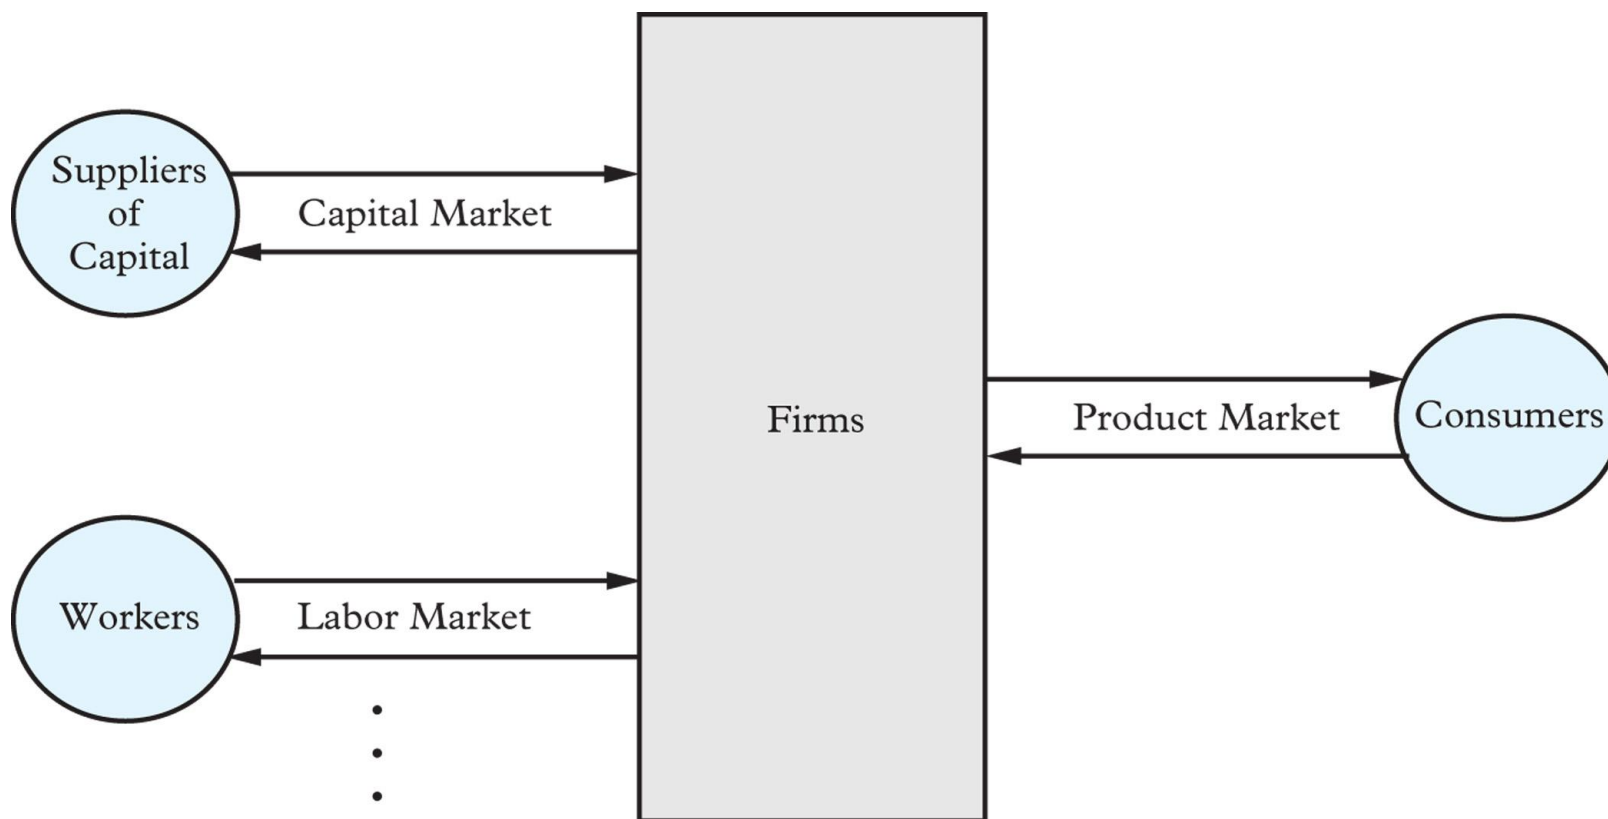 Suppliers
of
Capital
Capital Market
Firms
Product Market
Consumers
Workers
Labor Market